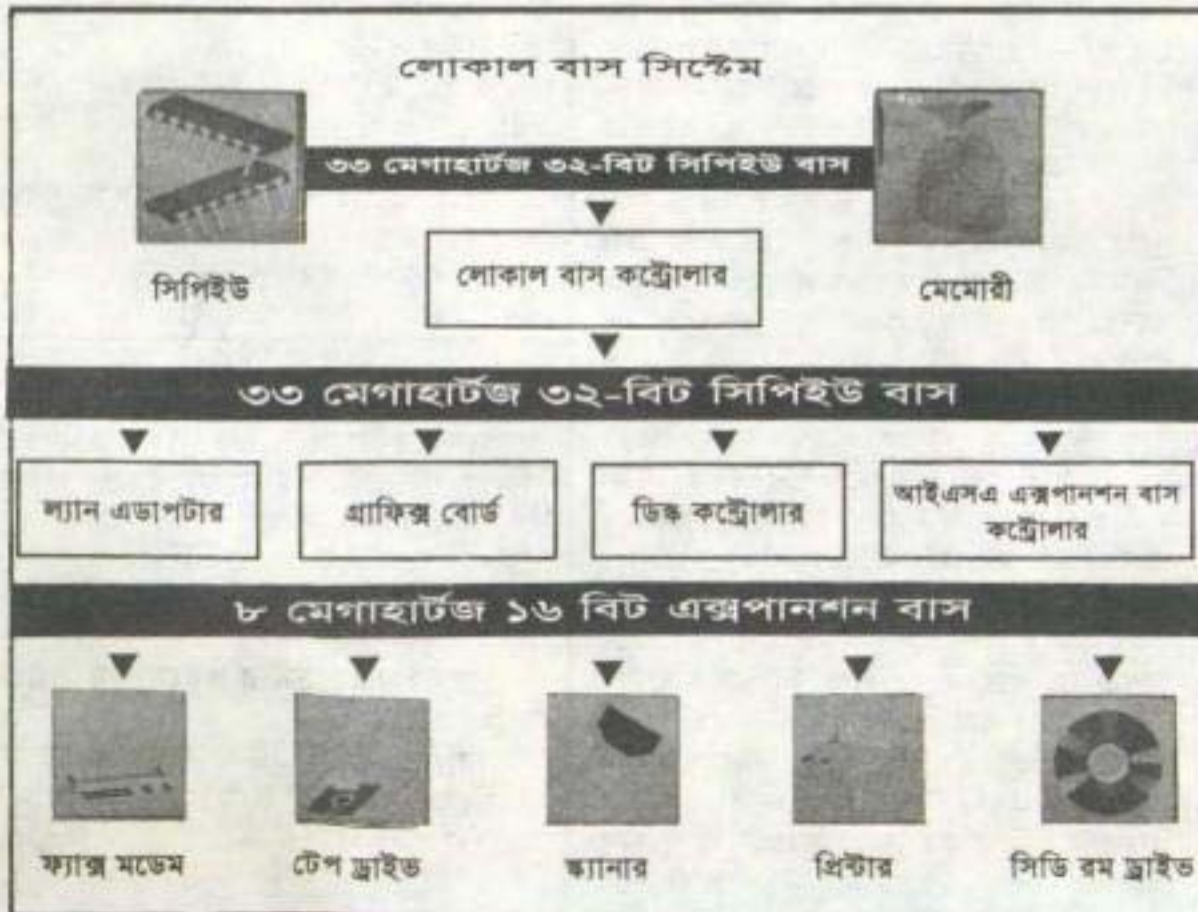 লোকাল বাস সিস্টেম
৩৩ মেগাহার্টজ ৩২-বিট সিপিইউ বাস
সিপিইউ
লোকাল বাস কন্ট্রোলার
মেমোরী
৩৩ মেগাহার্টজ ৩২-বিট সিপিইউ বাস
ল্যান এডাপটার
গ্রাফিক্স বোর্ড
ডিস্ক কন্ট্রোলার
আইএসএ এক্সপানশন বাস
কন্ট্রোলার
৮ মেগাহার্টজ ১৬ বিট এক্সপানশন বাস
ফ্যাক্স মডেম
টেপ ড্রাইভ
স্ক্যানার
প্রিন্টার
সিডি রম ড্রাইভ